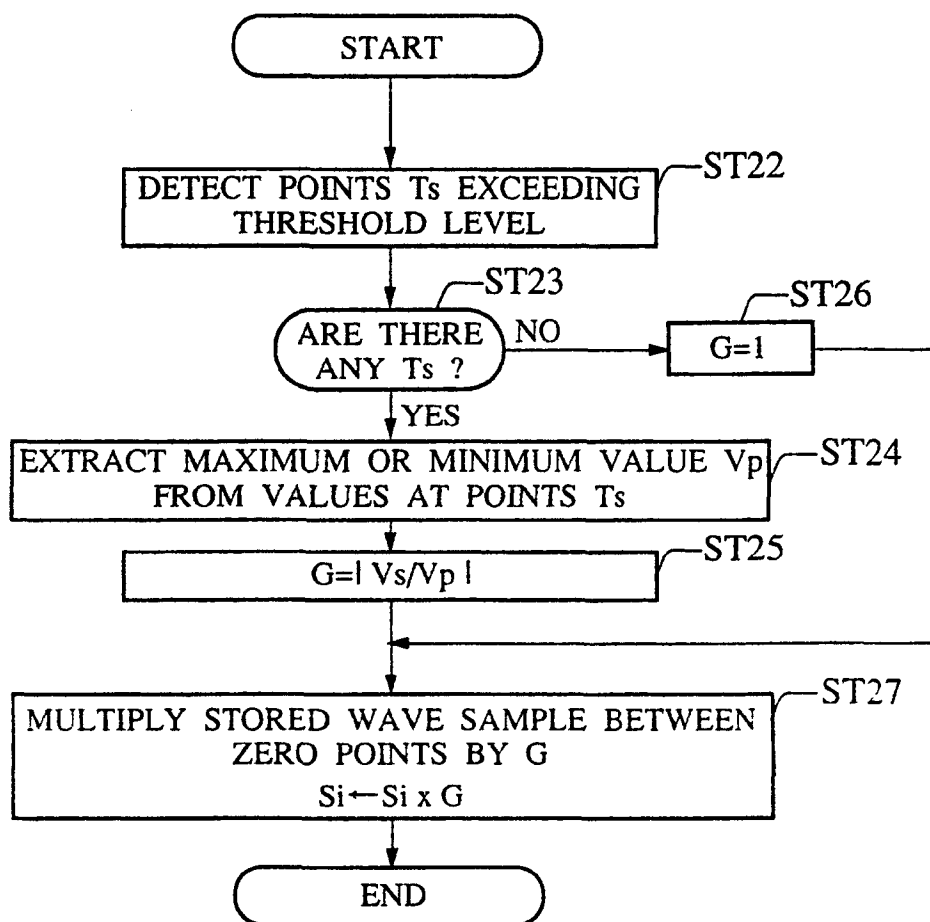 START
DETECT POINTS Ts EXCEEDING
THRESHOLD LEVEL
ST22
ARE THERE
ANY Ts ?
ST23
NO
G=1
ST26
YES
EXTRACT MAXIMUM OR MINIMUM VALUE Vp
FROM VALUES AT POINTS Ts
ST24
G=| Vs/Vp |
ST25
MULTIPLY STORED WAVE SAMPLE BETWEEN
ZERO POINTS BY G
Si←Si x G
ST27
END